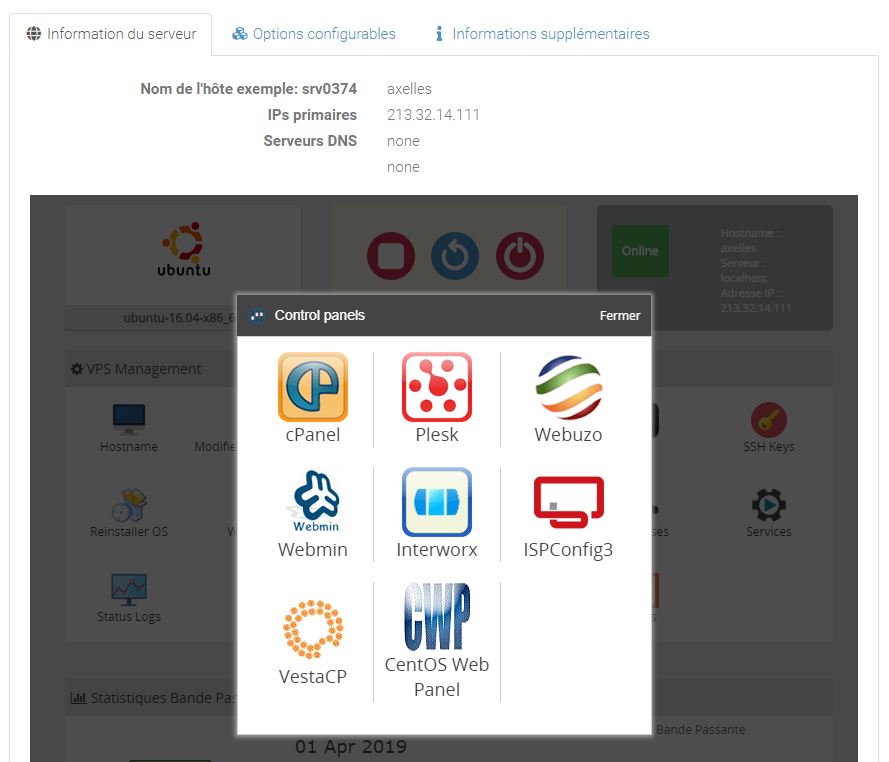 Information du serveur
Options configurables
Informations supplémentaires
Nom de l'hôte exemple: srv0374
axelles
IPs primaires
213.32.14.111
Serveurs DNS
none
none
ubuntu
ubuntu-16.04-x86_6
Online
Hostname :
axelles
Serveur :
localhost
Adresse IP :
213.32.14.111
Control panels
Fermer
VPS Management
cPanel
Plesk
Webuzo
Hostname
Modifie
SSH Keys
Webmin
Webmin
Interworx
ISPConfig3
Reinstaller OS
W
ses
Services
CWP
Status Logs
s
VestaCP
CentOS Web
Panel
Statistiques Bande Pas
Bande Passante
01 Apr 2019